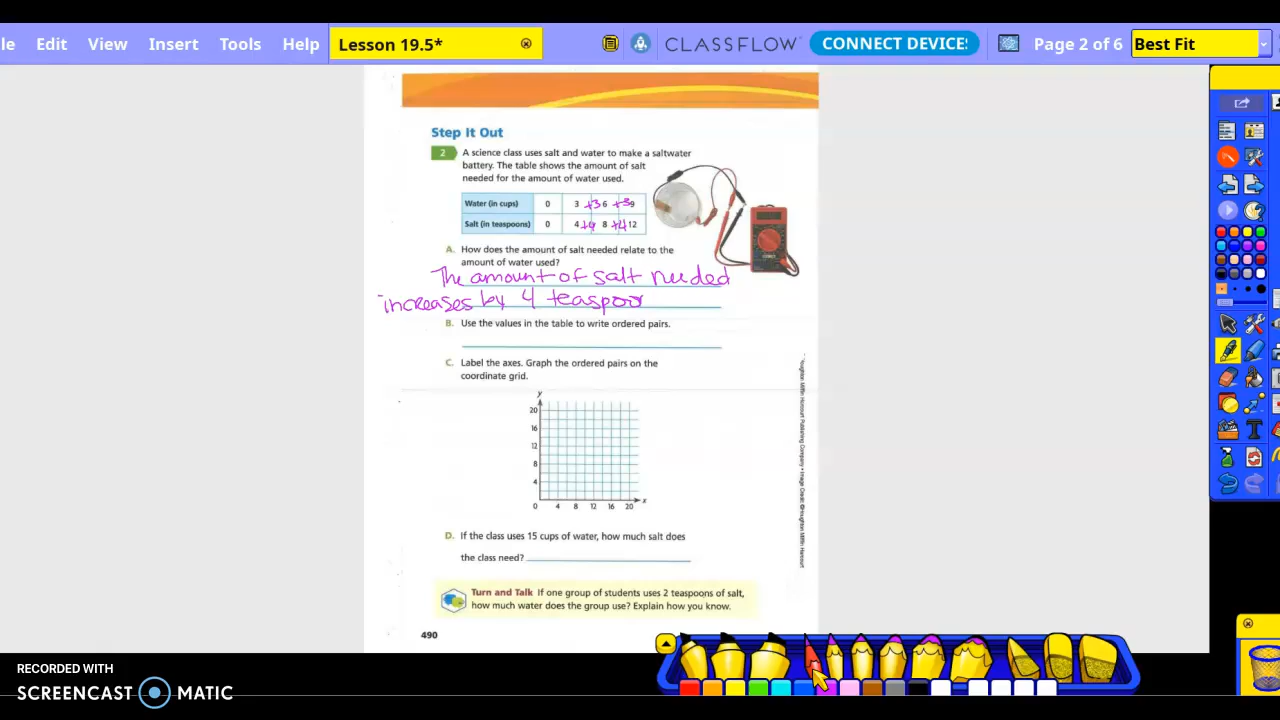 le Edit View Insert Tools Help Lesson 19.5* CLASSFLOW CONNECT DEVICES Page 2 of 6 Best Fit
Step It Out
2 A science class uses salt and water to make a saltwater
battery. The table shows the amount of salt
needed for the amount of water used.
Water (in cups) 0 3 +3 6 +3 9
Salt (in teaspoons) 0 4 +4 8 +4 12
A. How does the amount of salt needed relate to the
amount of water used?
The amount of salt needed
increases by 4 teaspoo
B. Use the values in the table to write ordered pairs.
C. Label the axes. Graph the ordered pairs on the
coordinate grid.
y
20
16
12
8
4
x
0 4 8 12 16 20
D. If the class uses 15 cups of water, how much salt does
the class need?
Turn and Talk If one group of students uses 2 teaspoons of salt,
how much water does the group use? Explain how you know.
490
RECORDED WITH
SCREENCAST MATIC